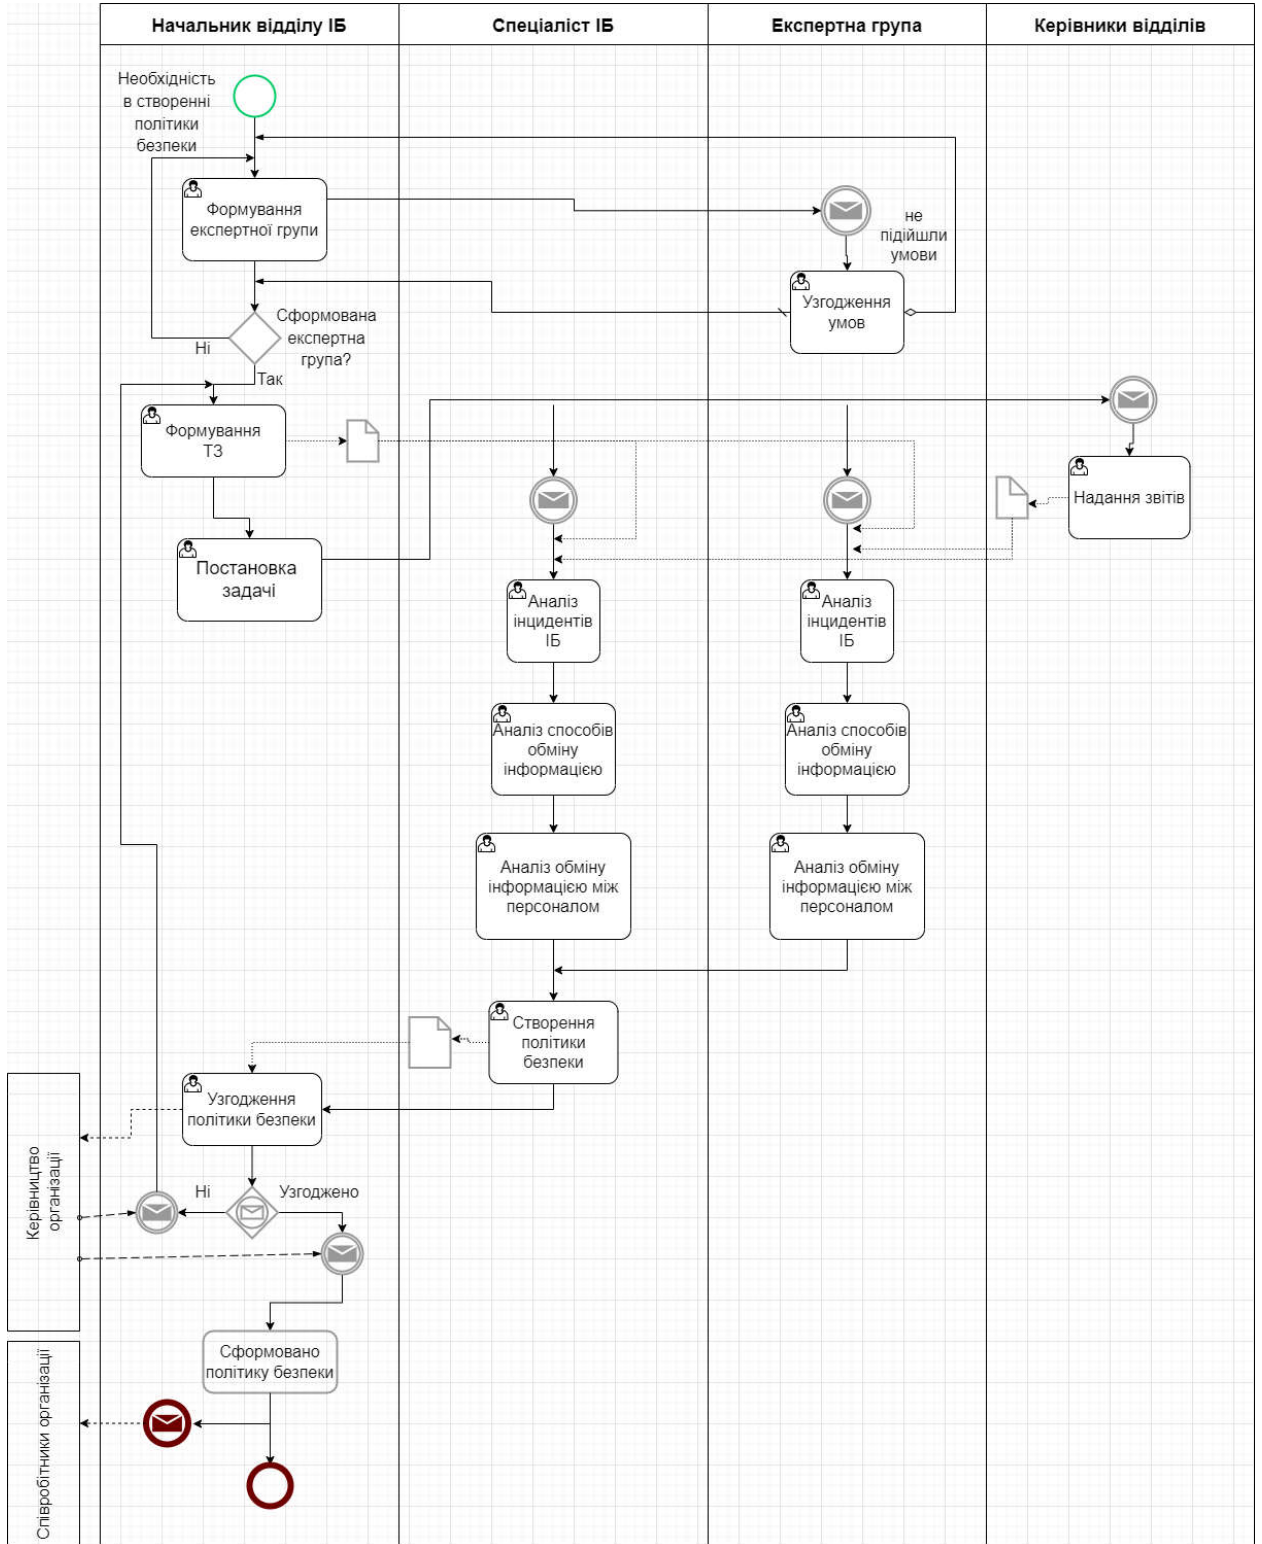 Начальник відділу ІБ
Спеціаліст ІБ
Експертна група
Керівники відділів
Необхідність
в створенні
політики
безпеки
Формування
експертної групи
не
підійшли
умови
Узгодження
умов
Сформована
експертна
група?
Ні
Так
Формування
ТЗ
Надання звітів
Постановка
задачі
Аналіз
інцидентів
ІБ
Аналіз
інцидентів
ІБ
Аналіз способів
обміну
інформацією
Аналіз способів
обміну
інформацією
Аналіз обміну
інформацією між
персоналом
Аналіз обміну
інформацією між
персоналом
Створення
політики
безпеки
Узгодження
політики безпеки
Керівництво
організації
Ні
Узгоджено
Сформовано
політику безпеки
Співробітники організації